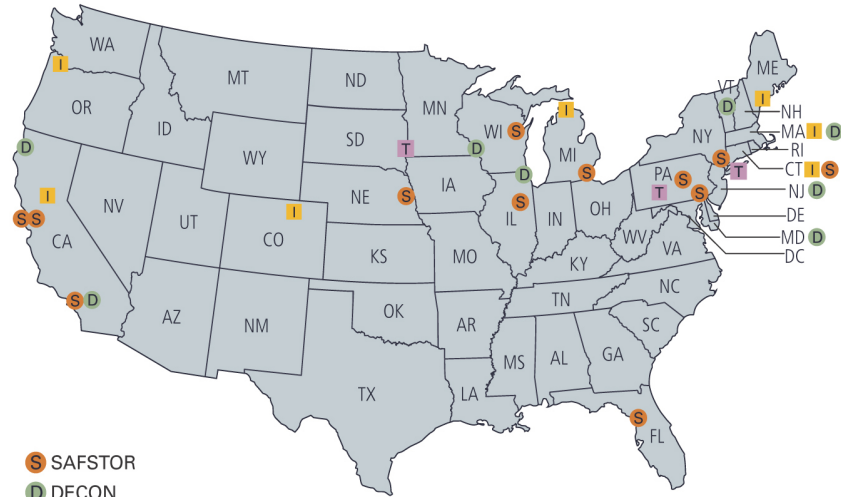 WA
MT
ND
MN
ME
VT
I
I
I
OR
ID
SD
WI
S
MI
NY
D
NH
MA I D
RI
D
T
D
WY
D
S
S
PA
S
T
CT I S
NJ D
NE
S
IA
T
S
DE
I
NV
UT
CO
I
IL
S
IN
OH
MD D
DC
S S
CA
KS
MO
WV
VA
KY
S D
AZ
NM
OK
AR
TN
NC
SC
TX
LA
MS
AL
GA
S
FL
S SAFSTOR
D DECON